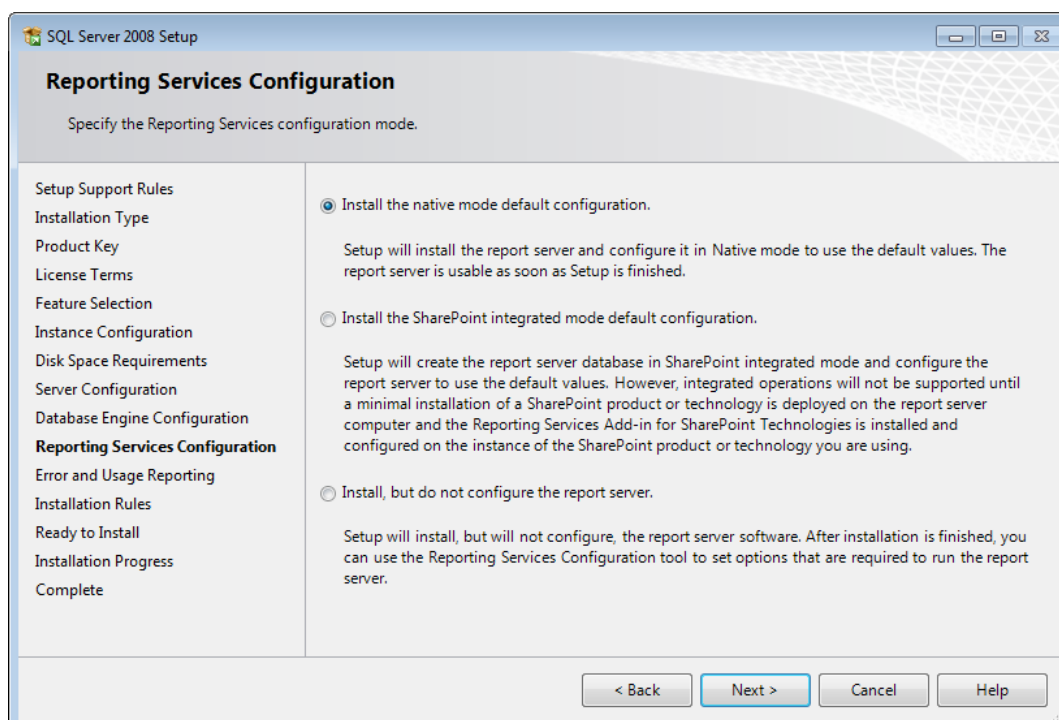 SQL Server 2008 Setup
Reporting Services Configuration
Specify the Reporting Services configuration mode.
Setup Support Rules
Installation Type
Product Key
License Terms
Feature Selection
Instance Configuration
Disk Space Requirements
Server Configuration
Database Engine Configuration
Reporting Services Configuration
Error and Usage Reporting
Installation Rules
Ready to Install
Installation Progress
Complete
Install the native mode default configuration.
Setup will install the report server and configure it in Native mode to use the default values. The
report server is usable as soon as Setup is finished.
Install the SharePoint integrated mode default configuration.
Setup will create the report server database in SharePoint integrated mode and configure the
report server to use the default values. However, integrated operations will not be supported until
a minimal installation of a SharePoint product or technology is deployed on the report server
computer and the Reporting Services Add-in for SharePoint Technologies is installed and
configured on the instance of the SharePoint product or technology you are using.
Install, but do not configure the report server.
Setup will install, but will not configure, the report server software. After installation is finished, you
can use the Reporting Services Configuration tool to set options that are required to run the report
server.
< Back
Next >
Cancel
Help